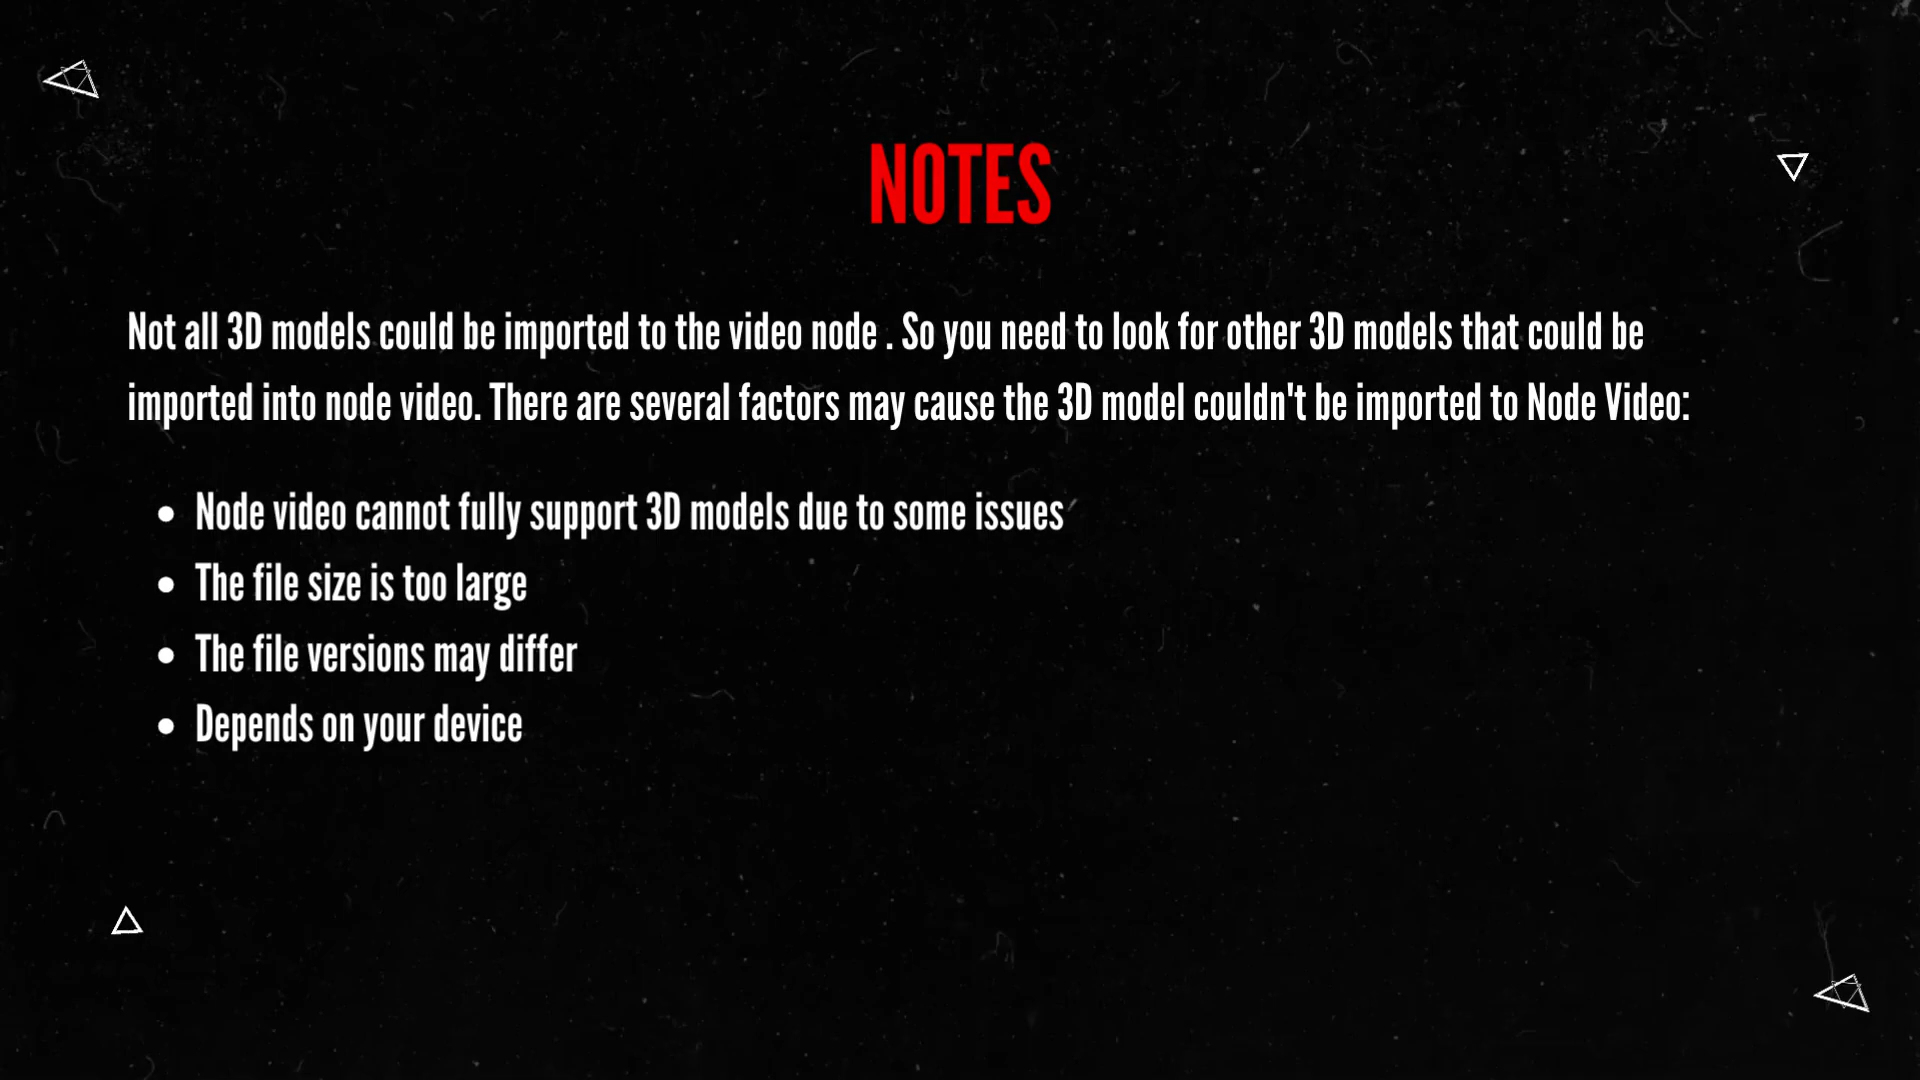 NOTES
Not all 3D models could be imported to the video node . So you need to look for other 3D models that could be
imported into node video. There are several factors may cause the 3D model couldn't be imported to Node Video:
• Node video cannot fully support 3D models due to some issues
• The file size is too large
• The file versions may differ
• Depends on your device